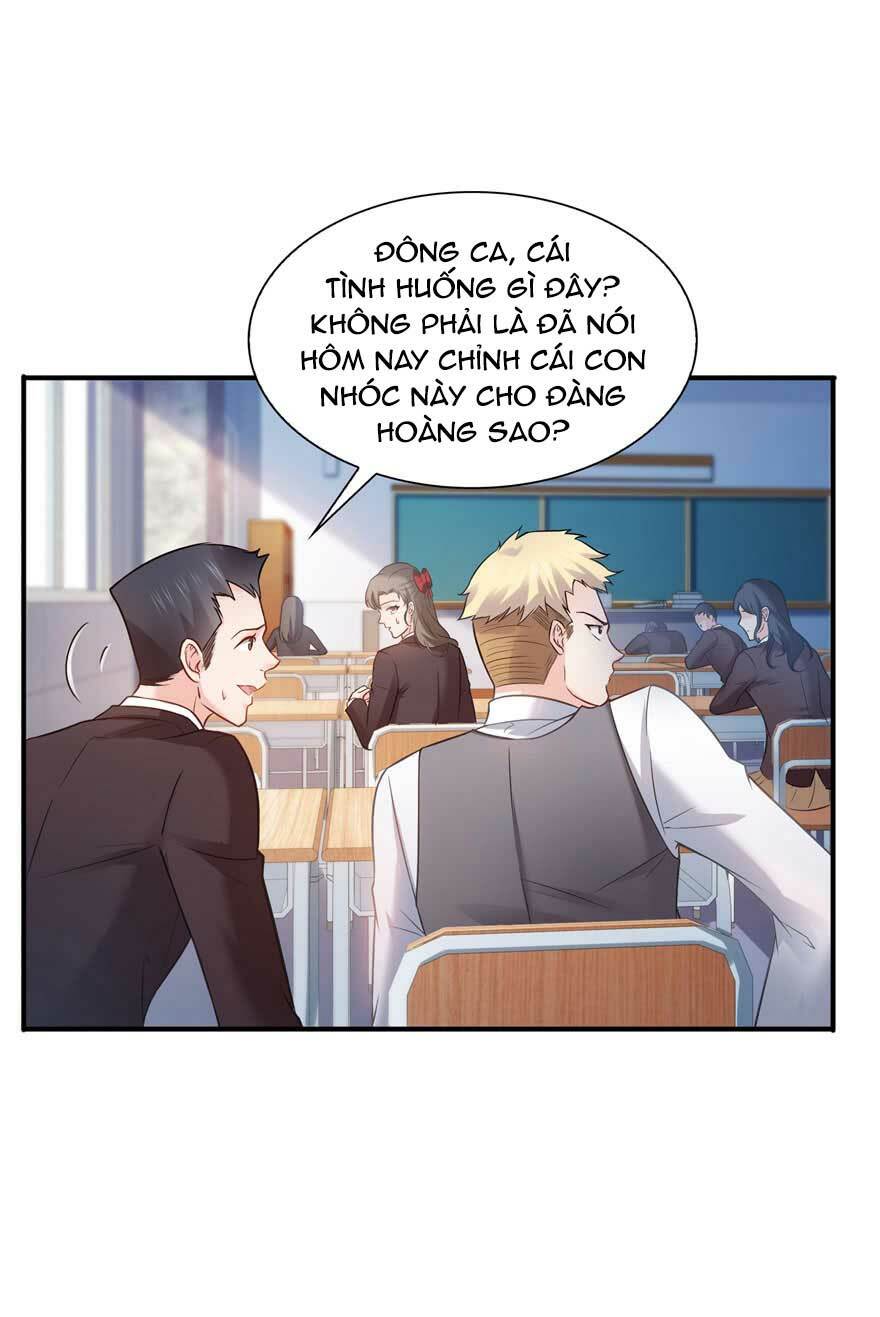 ĐÔNG CA, CÁI
TÌNH HUỐNG GÌ ĐÂY?
KHÔNG PHẢI LÀ ĐÃ NÓI
HÔM NAY CHỈNH CÁI CON
NHÓC NÀY CHO ĐÀNG
HOÀNG SAO?